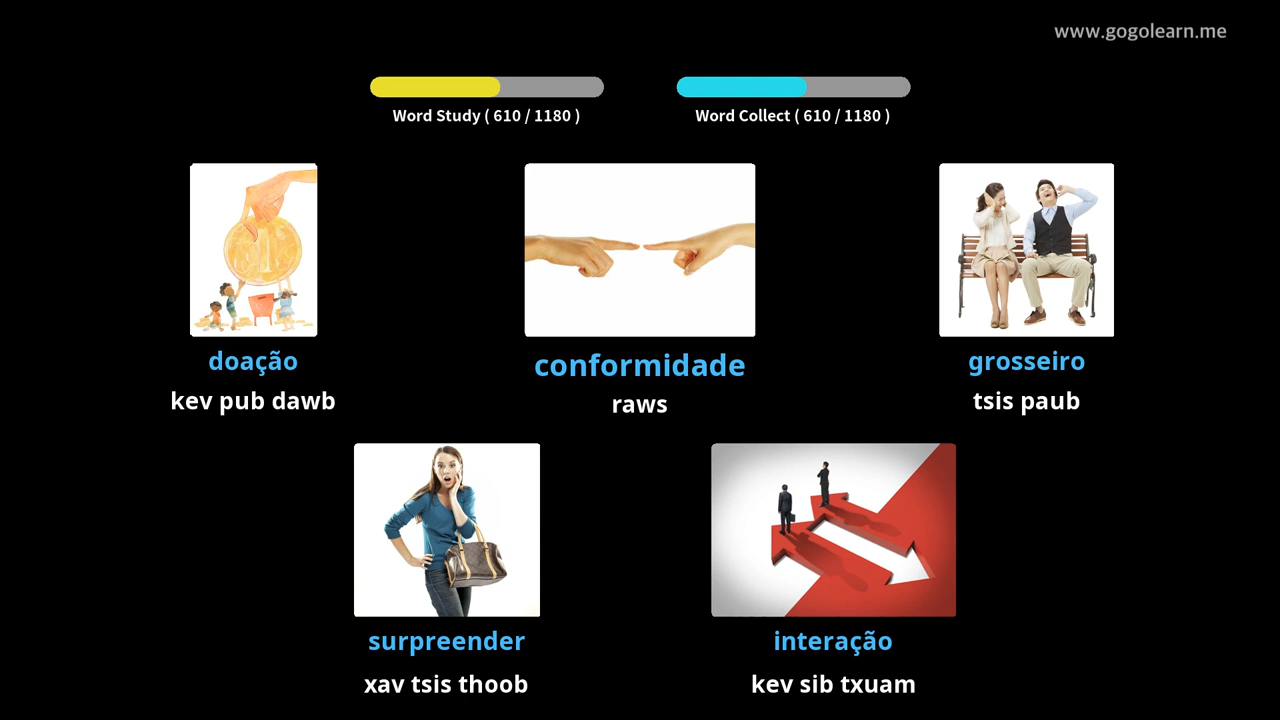 www.gogolearn.me
Word Study ( 610 / 1180 )
Word Collect ( 610 / 1180 )
doação
kev pub dawb
conformidade
raws
grosseiro
tsis paub
surpreender
xav tsis thoob
interação
kev sib txuam